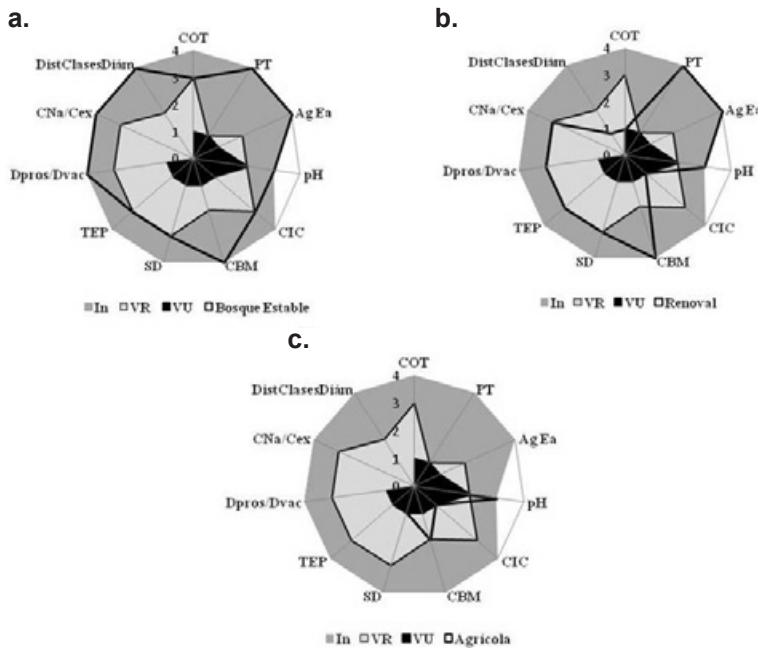 a.
COT
4
3
2
1
0
PT
AgEa
pH
CIC
CBM
SD
TEP
Dpros/Dvac
CNa/Cex
DistClasesDiám
In VR VU Bosque Estable
b.
COT
4
3
2
1
0
PT
AgEa
pH
CIC
CBM
SD
TEP
Dpros/Dvac
CNa/Cex
DistClasesDiám
In VR VU Renoval
c.
COT
4
3
2
1
0
PT
AgEa
pH
CIC
CBM
SD
TEP
Dpros/Dvac
CNa/Cex
DistClasesDiám
In VR VU Agrícola